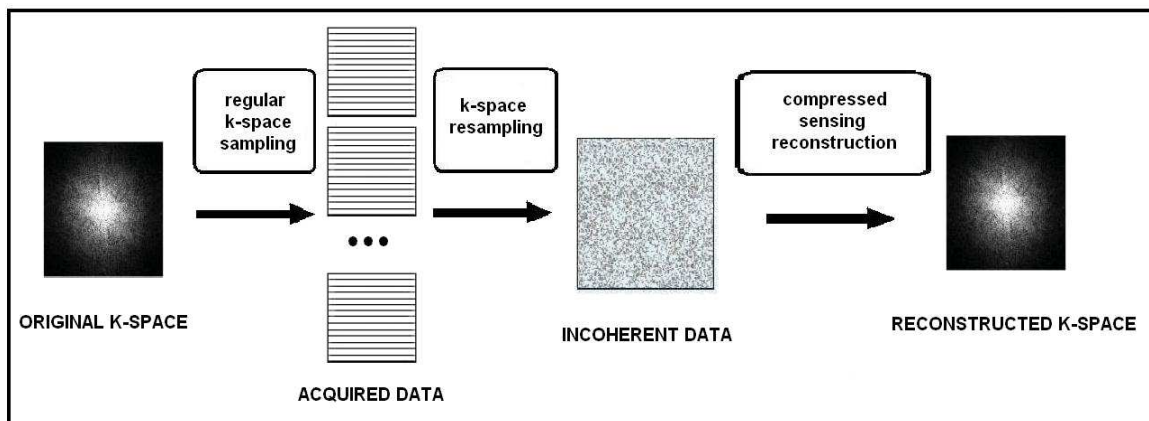 regular
k-space
sampling
k-space
resampling
compressed
sensing
reconstruction
ORIGINAL K-SPACE
ACQUIRED DATA
INCOHERENT DATA
RECONSTRUCTED K-SPACE